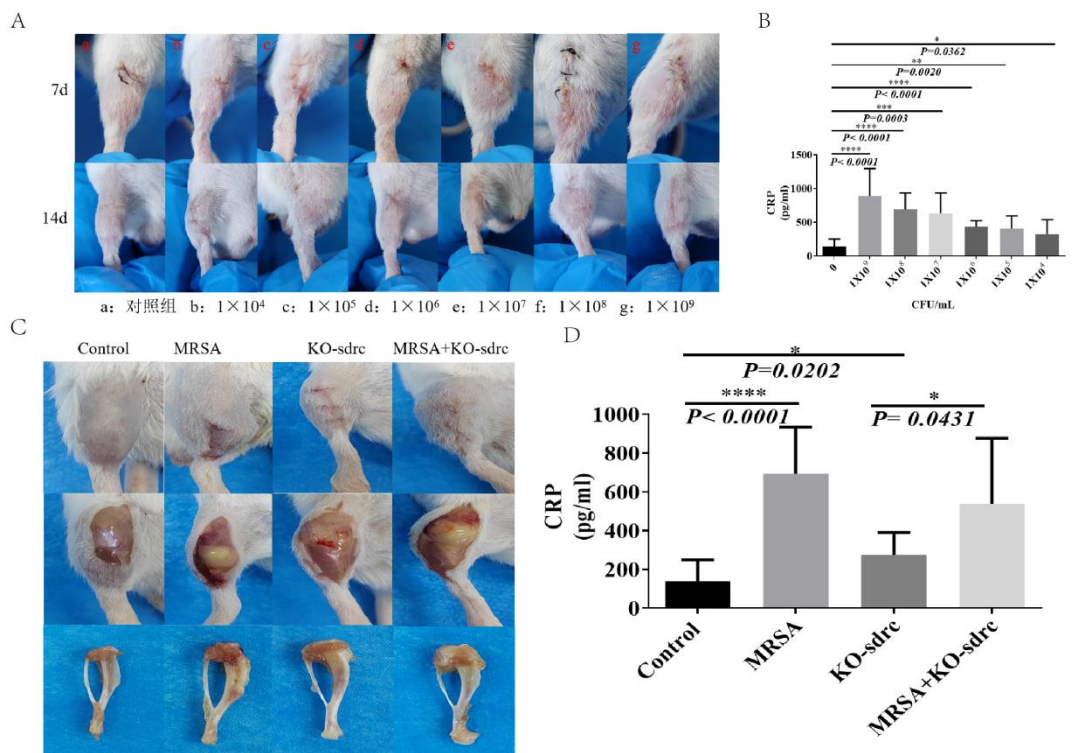 A
a b c d e f g
7d
14d
a: 对照组 b: 1×10⁴ c: 1×10⁵ d: 1×10⁶ e: 1×10⁷ f: 1×10⁸ g: 1×10⁹
B
*
P=0.0362
**
P=0.0020
****
P< 0.0001
***
P=0.0003
****
P< 0.0001
****
P< 0.0001
CRP
(pg/ml)
1500
1000
500
0
0 1X10⁹ 1X10⁸ 1X10⁷ 1X10⁶ 1X10⁵ 1X10⁴
CFU/mL
C
Control MRSA KO-sdrc MRSA+KO-sdrc
D
*
P=0.0202
****
P< 0.0001
*
P= 0.0431
CRP
(pg/ml)
1000
800
600
400
200
0
Control MRSA KO-sdrc MRSA+KO-sdrc